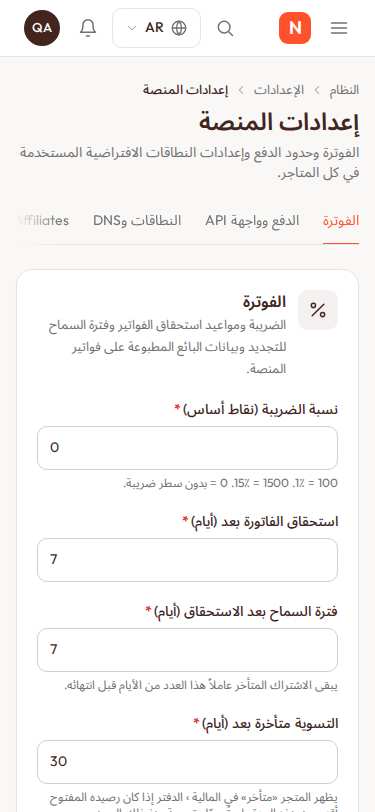 QA
AR
N
النظام > الإعدادات > إعدادات المنصة
إعدادات المنصة
الفوترة وحدود الدفع وإعدادات النطاقات الافتراضية المستخدمة
في كل المتاجر.
الفوترة
الدفع وواجهة API
النطاقات وDNS
Affiliates
الفوترة
الضريبة ومواعيد استحقاق الفواتير وفترة السماح
للتجديد وبيانات البائع المطبوعة على فواتير
المنصة.
نسبة الضريبة (نقاط أساس) *
0
100 = 1٪. 1500 = 15٪. 0 = بدون سطر ضريبة.
استحقاق الفاتورة بعد (أيام) *
7
فترة السماح بعد الاستحقاق (أيام) *
7
يبقى الاشتراك المتأخر عاملاً هذا العدد من الأيام قبل انتهائه.
التسوية متأخرة بعد (أيام) *
30
يظهر المتجر «متأخر» في المالية › الدفتر إذا كان رصيده المفتوح